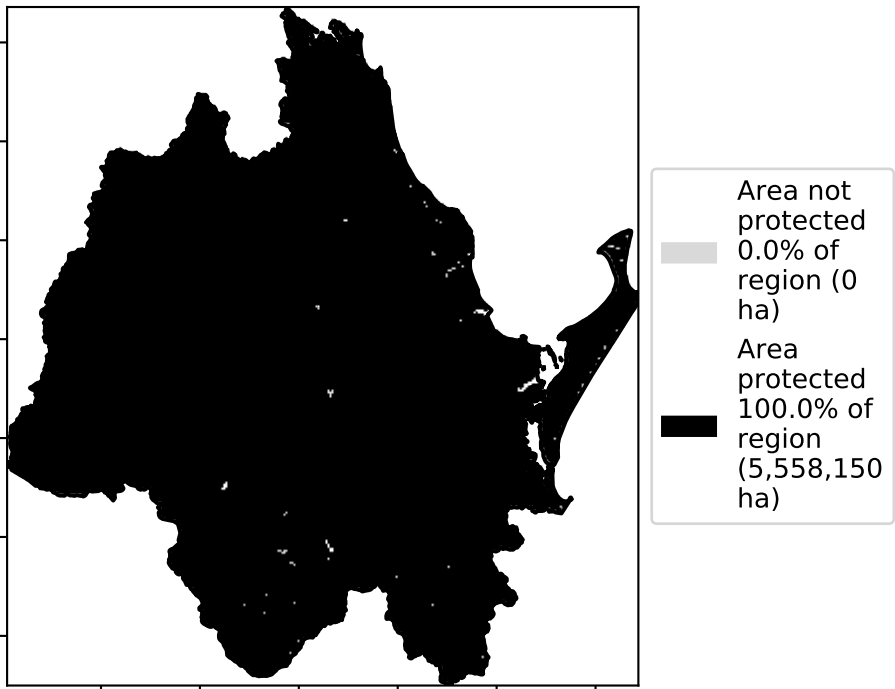 Area not
protected
0.0% of
region (0
ha)
Area
protected
100.0% of
region
(5,558,150
ha)